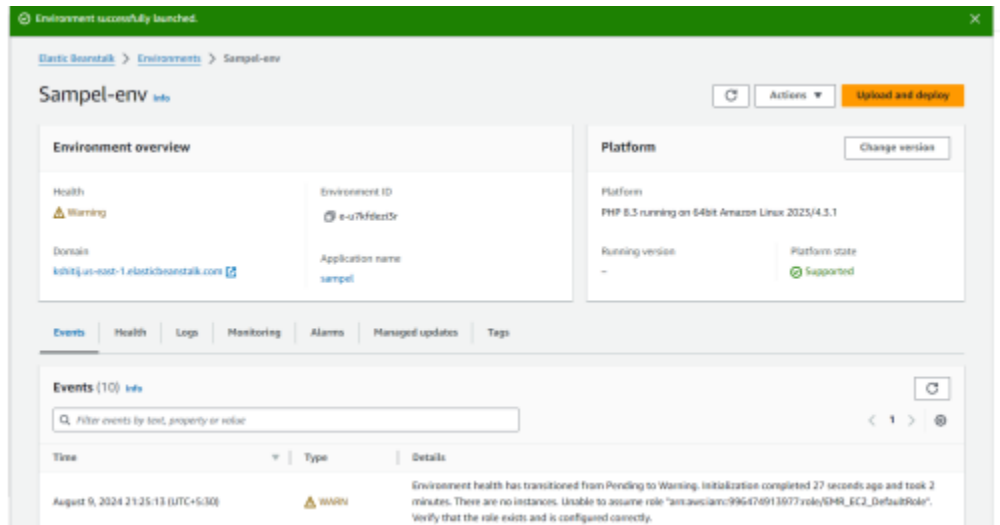 Environment successfully launched.
Elastic Beanstalk > Environments > Sampel-env
Sampel-env Info
Actions
Upload and deploy
Environment overview
Platform
Change version
Health
Warning
Environment ID
e-u7kfdezi3r
Platform
PHP 8.3 running on 64bit Amazon Linux 2023/4.3.1
Domain
kshitij.us-east-1.elasticbeanstalk.com
Application name
sampel
Running version
-
Platform state
Supported
Events
Health
Logs
Monitoring
Alarms
Managed updates
Tags
Events (10) Info
Filter events by text, property or value
< 1 >
Time
Type
Details
August 9, 2024 21:25:13 (UTC+5:30)
WARN
Environment health has transitioned from Pending to Warning. Initialization completed 27 seconds ago and took 2
minutes. There are no instances. Unable to assume role "arn:aws:iam::996474913977:role/EMR_EC2_DefaultRole".
Verify that the role exists and is configured correctly.